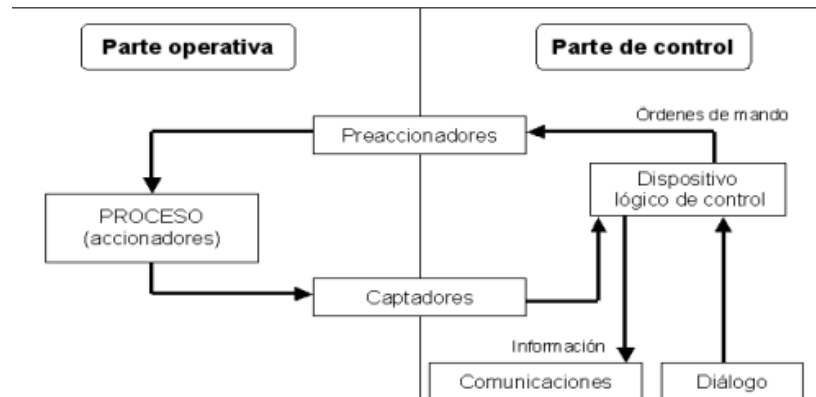 Parte operativa
Parte de control
Órdenes de mando
Preaccionadores
Dispositivo
lógico de control
PROCESO
(accionadores)
Captadores
Información
Comunicaciones
Diálogo